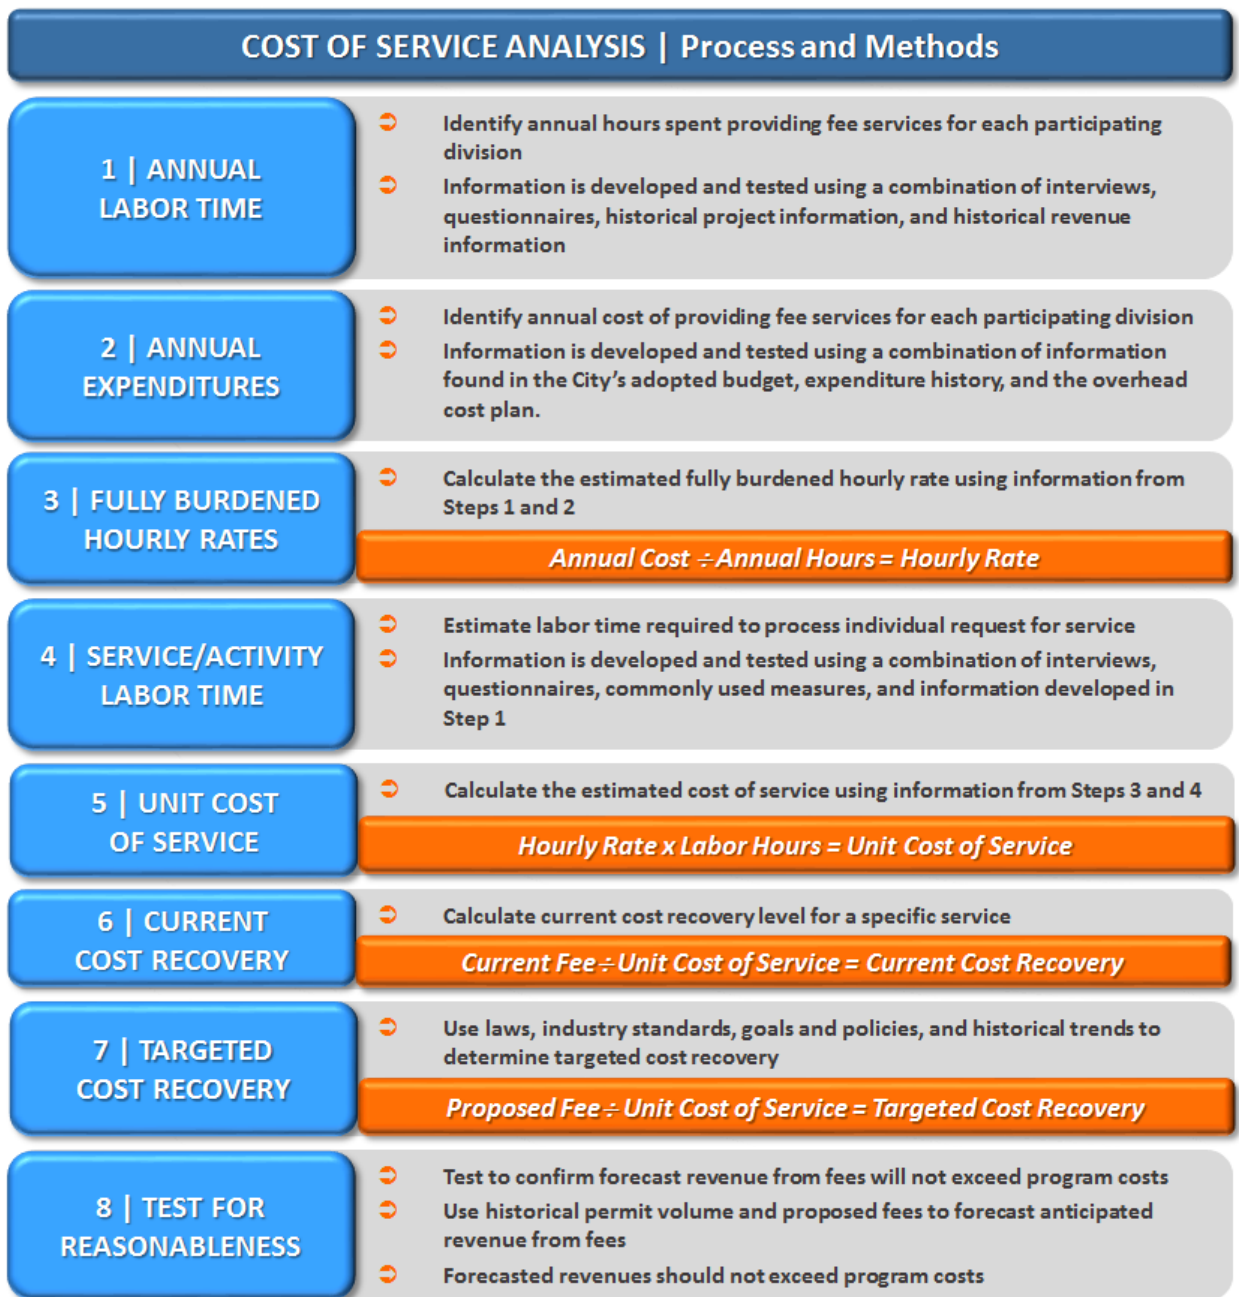 COST OF SERVICE ANALYSIS | Process and Methods
1 | ANNUAL
LABOR TIME
Identify annual hours spent providing fee services for each participating
division
Information is developed and tested using a combination of interviews,
questionnaires, historical project information, and historical revenue
information
2 | ANNUAL
EXPENDITURES
Identify annual cost of providing fee services for each participating division
Information is developed and tested using a combination of information
found in the City's adopted budget, expenditure history, and the overhead
cost plan.
3 | FULLY BURDENED
HOURLY RATES
Calculate the estimated fully burdened hourly rate using information from
Steps 1 and 2
Annual Cost ÷ Annual Hours = Hourly Rate
4 | SERVICE/ACTIVITY
LABOR TIME
Estimate labor time required to process individual request for service
Information is developed and tested using a combination of interviews,
questionnaires, commonly used measures, and information developed in
Step 1
5 | UNIT COST
OF SERVICE
Calculate the estimated cost of service using information from Steps 3 and 4
Hourly Rate x Labor Hours = Unit Cost of Service
6 | CURRENT
COST RECOVERY
Calculate current cost recovery level for a specific service
Current Fee ÷ Unit Cost of Service = Current Cost Recovery
7 | TARGETED
COST RECOVERY
Use laws, industry standards, goals and policies, and historical trends to
determine targeted cost recovery
Proposed Fee ÷ Unit Cost of Service = Targeted Cost Recovery
8 | TEST FOR
REASONABLENESS
Test to confirm forecast revenue from fees will not exceed program costs
Use historical permit volume and proposed fees to forecast anticipated
revenue from fees
Forecasted revenues should not exceed program costs